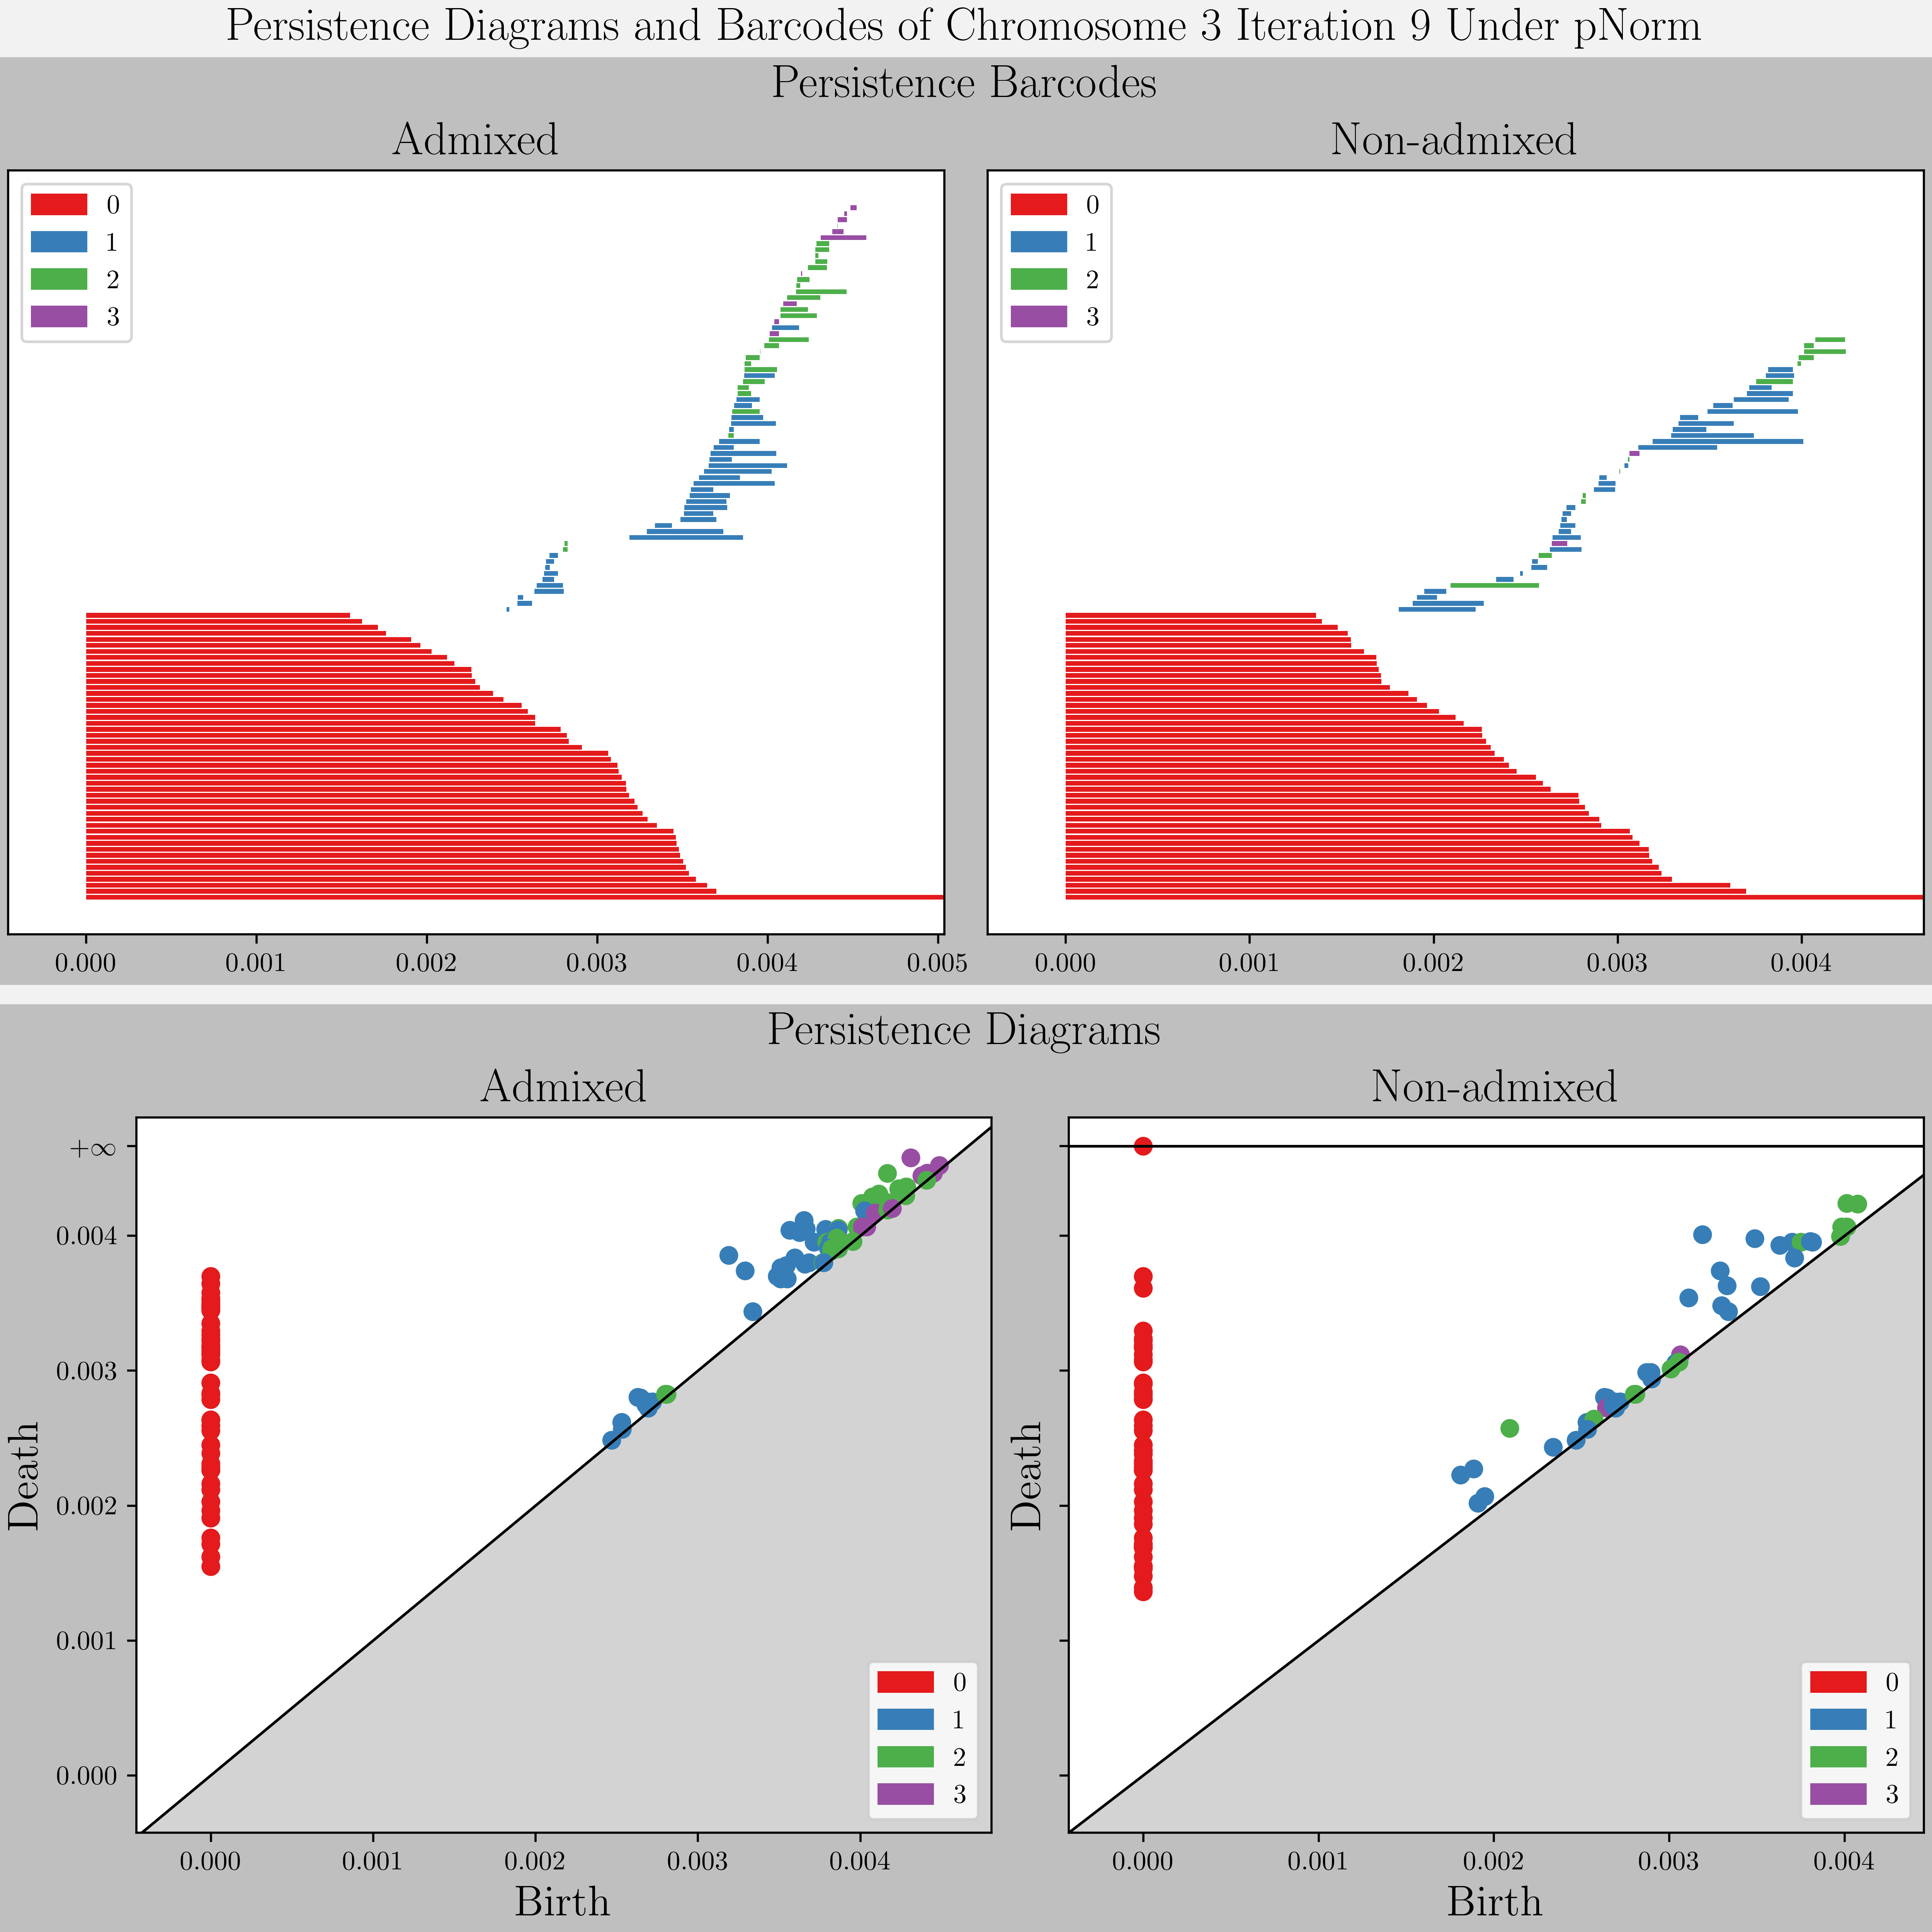 Persistence Diagrams and Barcodes of Chromosome 3 Iteration 9 Under pNorm
Persistence Barcodes
Admixed
0
1
2
3
0.000 0.001 0.002 0.003 0.004 0.005
Non-admixed
0
1
2
3
0.000 0.001 0.002 0.003 0.004
Persistence Diagrams
Admixed
Death
+∞
0.004
0.003
0.002
0.001
0.000
0
1
2
3
0.000 0.001 0.002 0.003 0.004
Birth
Non-admixed
Death
0
1
2
3
0.000 0.001 0.002 0.003 0.004
Birth